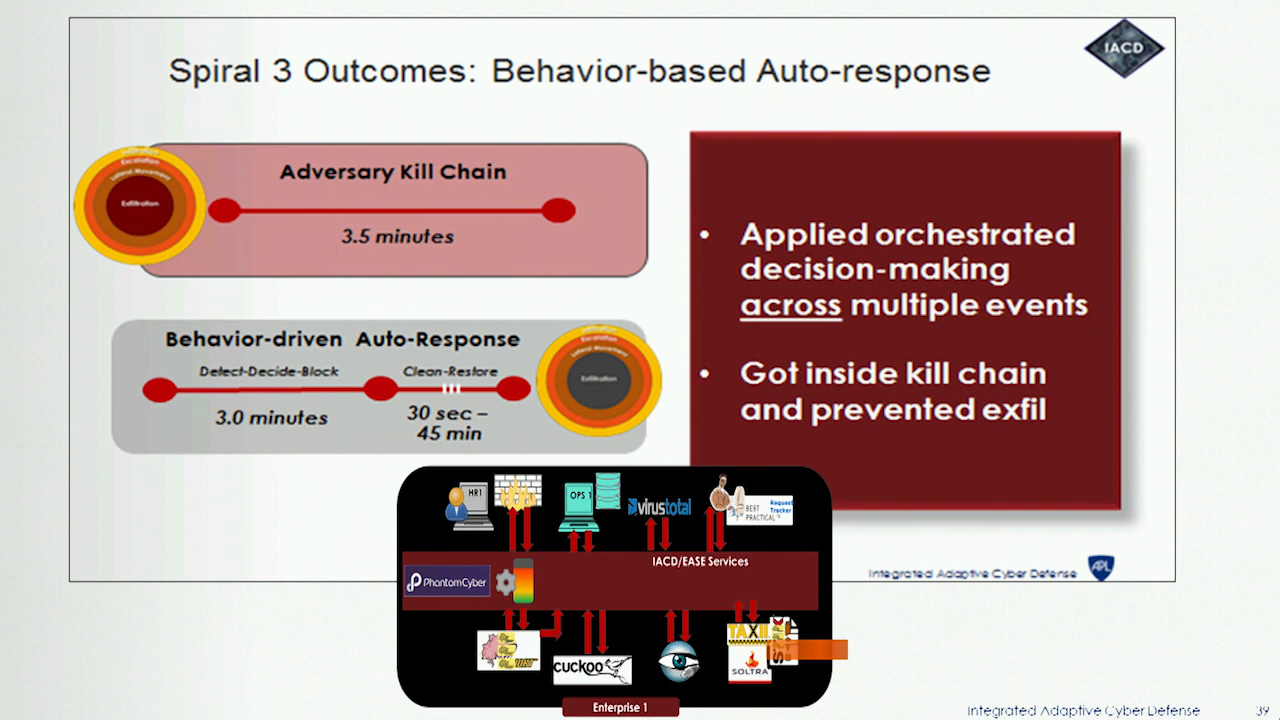 IACD
Spiral 3 Outcomes: Behavior-based Auto-response
Escalation
Lateral Movement
Exfiltration
Adversary Kill Chain
3.5 minutes
Behavior-driven Auto-Response
Detect-Decide-Block
Clean-Restore
3.0 minutes
30 sec –
45 min
Escalation
Lateral Movement
Exfiltration
• Applied orchestrated
decision-making
across multiple events
• Got inside kill chain
and prevented exfil
HR1
OPS 1
virustotal
BEST
PRACTICAL
Request
Tracker
IACD/EASE Services
PhantomCyber
cuckoo
TAXII
SOLTRA
Enterprise 1
Integrated Adaptive Cyber Defense
APL
Integrated Adaptive Cyber Defense
39